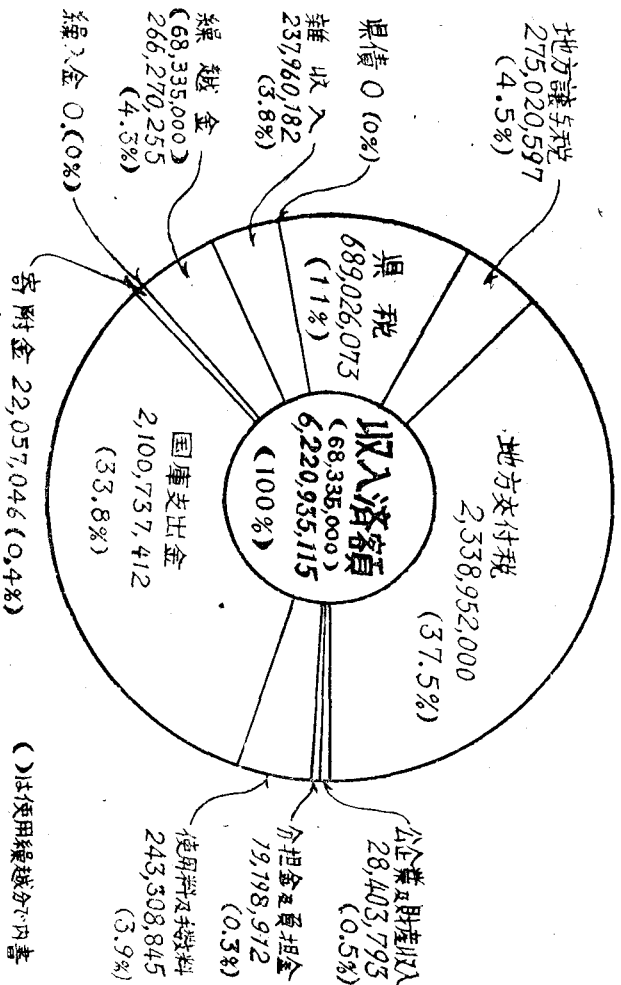 収入済額
(68,335,000)
6,220,935,115
(100%)
県税
689,026,073
(11%)
地方譲与税
275,020,597
(4.5%)
地方交付税
2,338,952,000
(37.5%)
公企業及財産収入
28,403,793
(0.5%)
分担金及負担金
19,198,912
(0.3%)
使用料及手数料
243,308,845
(3.9%)
国庫支出金
2,100,737,412
(33.8%)
寄附金 22,057,046 (0.4%)
繰入金 0.(0%)
繰越金
(68,335,000)
266,270,255
(4.3%)
雑収入
237,960,182
(3.8%)
県債 0 (0%)
( )は使用繰越分で内書